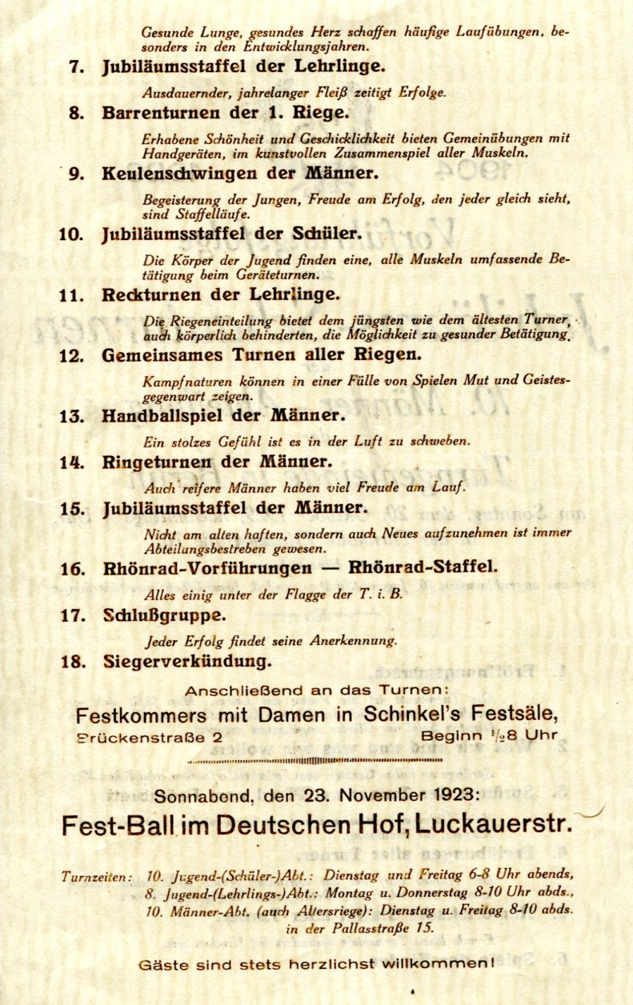 Gesunde Lunge, gesundes Herz schaffen häufige Laufübungen, be-
sonders in den Entwicklungsjahren.
7. Jubiläumsstaffel der Lehrlinge.
Ausdauernder, jahrelanger Fleiß zeitigt Erfolge.
8. Barrenturnen der 1. Riege.
Erhabene Schönheit und Geschicklichkeit bieten Gemeinübungen mit
Handgeräten, im kunstvollen Zusammenspiel aller Muskeln.
9. Keulenschwingen der Männer.
Begeisterung der Jungen, Freude am Erfolg, den jeder gleich sieht,
sind Staffelläufe.
10. Jubiläumsstaffel der Schüler.
Die Körper der Jugend finden eine, alle Muskeln umfassende Be-
tätigung beim Geräteturnen.
11. Reckturnen der Lehrlinge.
Die Riegeneinteilung bietet dem jüngsten wie dem ältesten Turner,
auch körperlich behinderten, die Möglichkeit zu gesunder Betätigung.
12. Gemeinsames Turnen aller Riegen.
Kampfnaturen können in einer Fülle von Spielen Mut und Geistes-
gegenwart zeigen.
13. Handballspiel der Männer.
Ein stolzes Gefühl ist es in der Luft zu schweben.
14. Ringeturnen der Männer.
Auch reifere Männer haben viel Freude am Lauf.
15. Jubiläumsstaffel der Männer.
Nicht am alten haften, sondern auch Neues aufzunehmen ist immer
Abteilungsbestreben gewesen.
16. Rhönrad-Vorführungen — Rhönrad-Staffel.
Alles einig unter der Flagge der T. i. B.
17. Schlußgruppe.
Jeder Erfolg findet seine Anerkennung.
18. Siegerverkündung.
Anschließend an das Turnen:
Festkommers mit Damen in Schinkel's Festsäle,
Brückenstraße 2 Beginn ½8 Uhr
Sonnabend, den 23. November 1923:
Fest-Ball im Deutschen Hof, Luckauerstr.
Turnzeiten: 10. Jugend-(Schüler-)Abt.: Dienstag und Freitag 6-8 Uhr abends,
8. Jugend-(Lehrlings-)Abt.: Montag u. Donnerstag 8-10 Uhr abds.,
10. Männer-Abt. (auch Altersriege): Dienstag u. Freitag 8-10 abds.
in der Pallasstraße 15.
Gäste sind stets herzlichst willkommen!